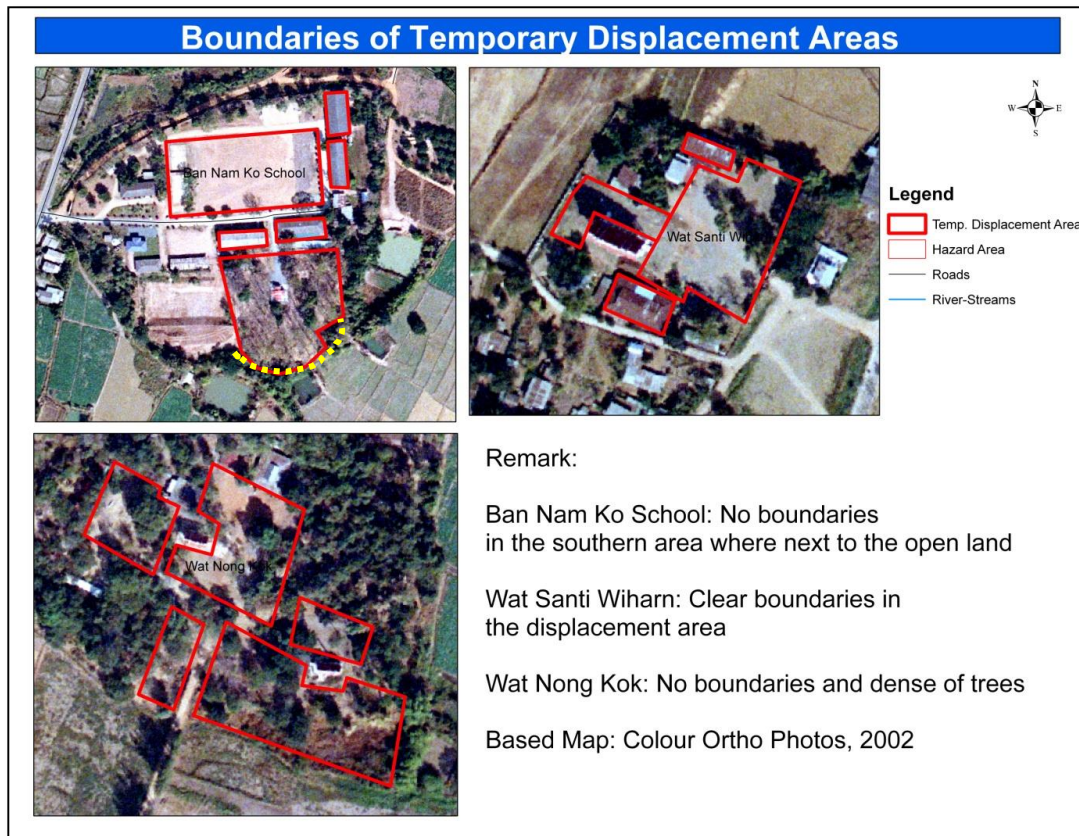 Boundaries of Temporary Displacement Areas
Ban Nam Ko School
Wat Santi Wiharn
N
W E
S
Legend
Temp. Displacement Area
Hazard Area
Roads
River-Streams
Wat Nong Kok
Remark:
Ban Nam Ko School: No boundaries
in the southern area where next to the open land
Wat Santi Wiharn: Clear boundaries in
the displacement area
Wat Nong Kok: No boundaries and dense of trees
Based Map: Colour Ortho Photos, 2002